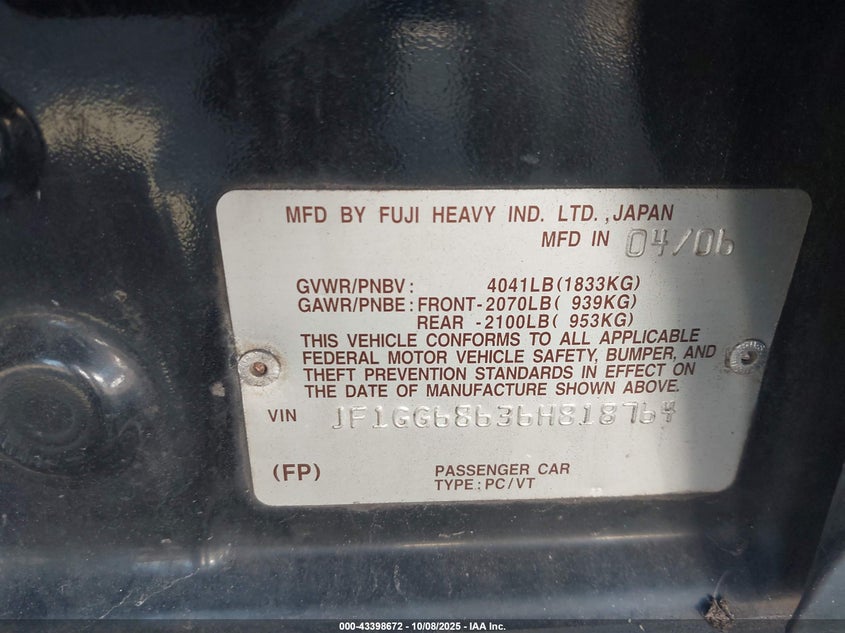 MFD BY FUJI HEAVY IND. LTD.,JAPAN
MFD IN 04/06
GVWR/PNBV: 4041LB(1833KG)
GAWR/PNBE:FRONT-2070LB( 939KG)
REAR -2100LB( 953KG)
THIS VEHICLE CONFORMS TO ALL APPLICABLE
FEDERAL MOTOR VEHICLE SAFETY, BUMPER, AND
THEFT PREVENTION STANDARDS IN EFFECT ON
THE DATE OF MANUFACTURE SHOWN ABOVE.
VIN JF1GG68636H818764
(FP) PASSENGER CAR
TYPE:PC/VT
000-43398672 - 10/08/2025 - IAA Inc.